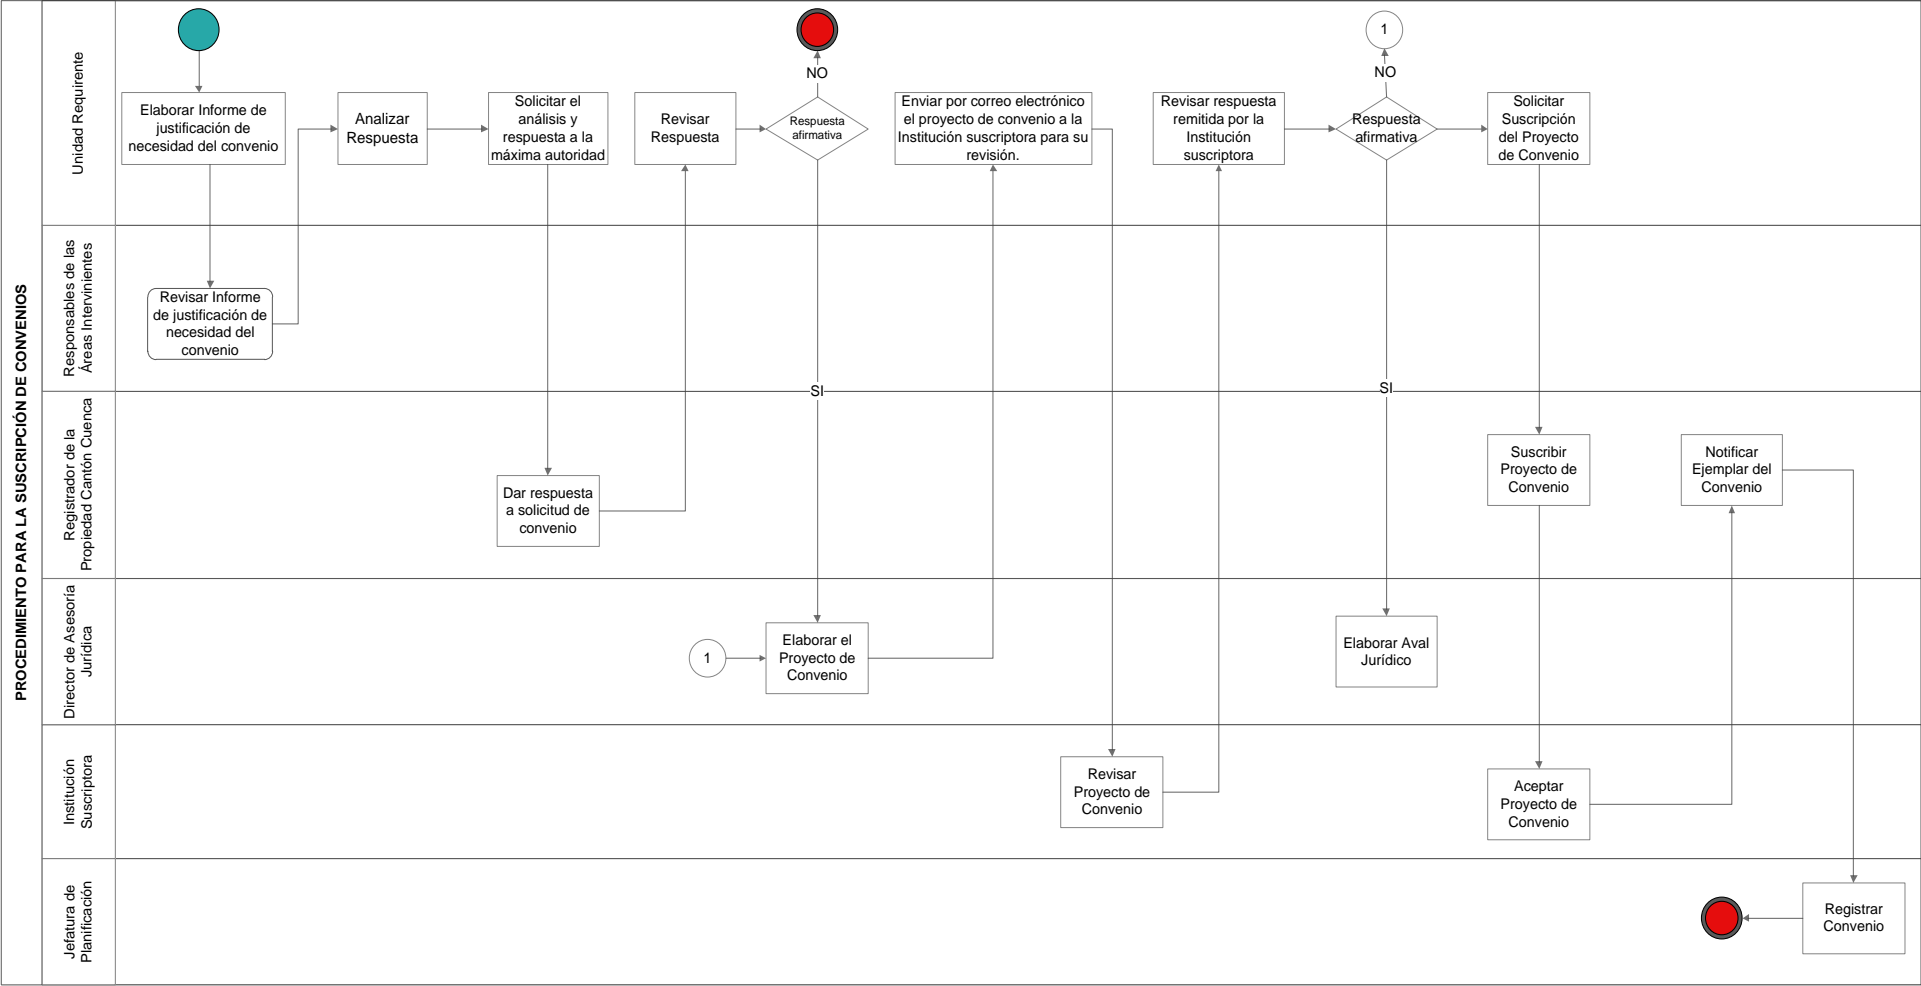 PROCEDIMIENTO PARA LA SUSCRIPCIÓN DE CONVENIOS
Unidad Requirente
Elaborar Informe de
justificación de
necesidad del convenio
Analizar
Respuesta
Solicitar el
análisis y
respuesta a la
máxima autoridad
Revisar
Respuesta
NO
Respuesta
afirmativa
Enviar por correo electrónico
el proyecto de convenio a la
Institución suscriptora para su
revisión.
Revisar respuesta
remitida por la
Institución
suscriptora
1
NO
Respuesta
afirmativa
Solicitar
Suscripción
del Proyecto
de Convenio
Responsables de las
Áreas Intervinientes
Revisar Informe
de justificación de
necesidad del
convenio
SI
SI
Registrador de la
Propiedad Cantón Cuenca
Dar respuesta
a solicitud de
convenio
Suscribir
Proyecto de
Convenio
Notificar
Ejemplar del
Convenio
Director de Asesoría
Jurídica
1
Elaborar el
Proyecto de
Convenio
Elaborar Aval
Jurídico
Institución
Suscriptora
Revisar
Proyecto de
Convenio
Aceptar
Proyecto de
Convenio
Jefatura de
Planificación
Registrar
Convenio